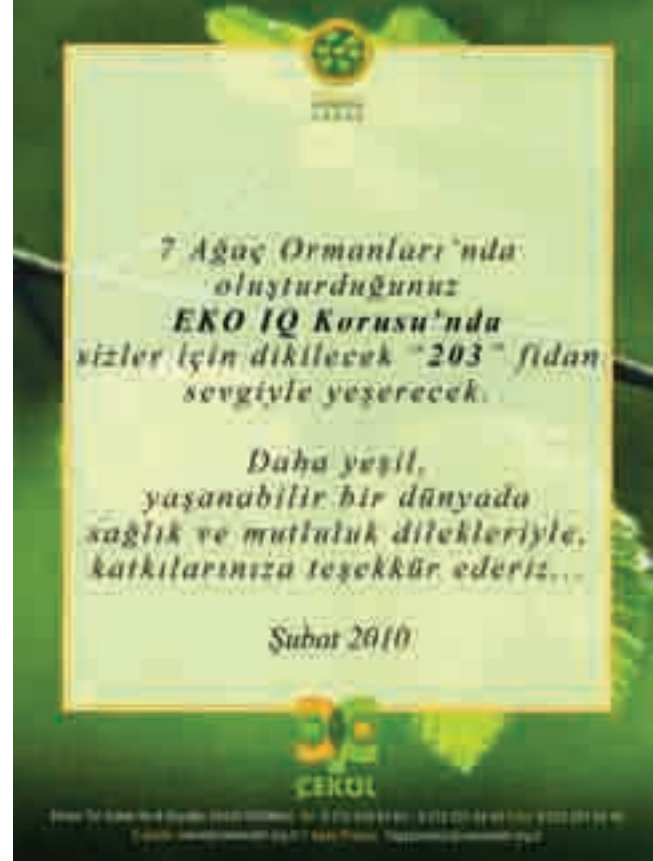 7 Ağaç Ormanları'nda
oluşturduğunuz
EKO IQ Korusu'nda
sizler için dikilecek "203" fidan
sevgiyle yeşerecek.
Daha yeşil,
yaşanabilir bir dünyada
sağlık ve mutluluk dilekleriyle,
katkılarınıza teşekkür ederiz...
Şubat 2010
ÇEKÜL